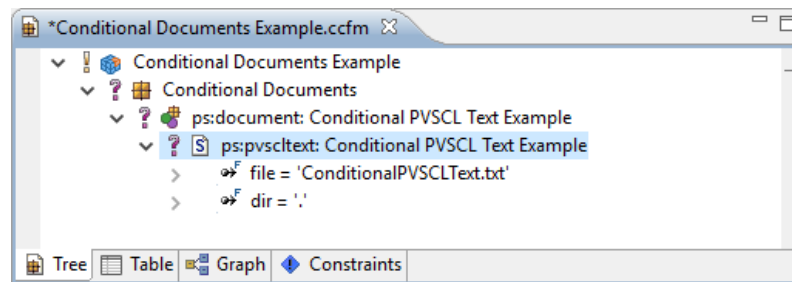 *Conditional Documents Example.ccfm
Conditional Documents Example
Conditional Documents
ps:document: Conditional PVSCL Text Example
ps:pvscltext: Conditional PVSCL Text Example
file = 'ConditionalPVSCLText.txt'
dir = '.'
Tree Table Graph Constraints